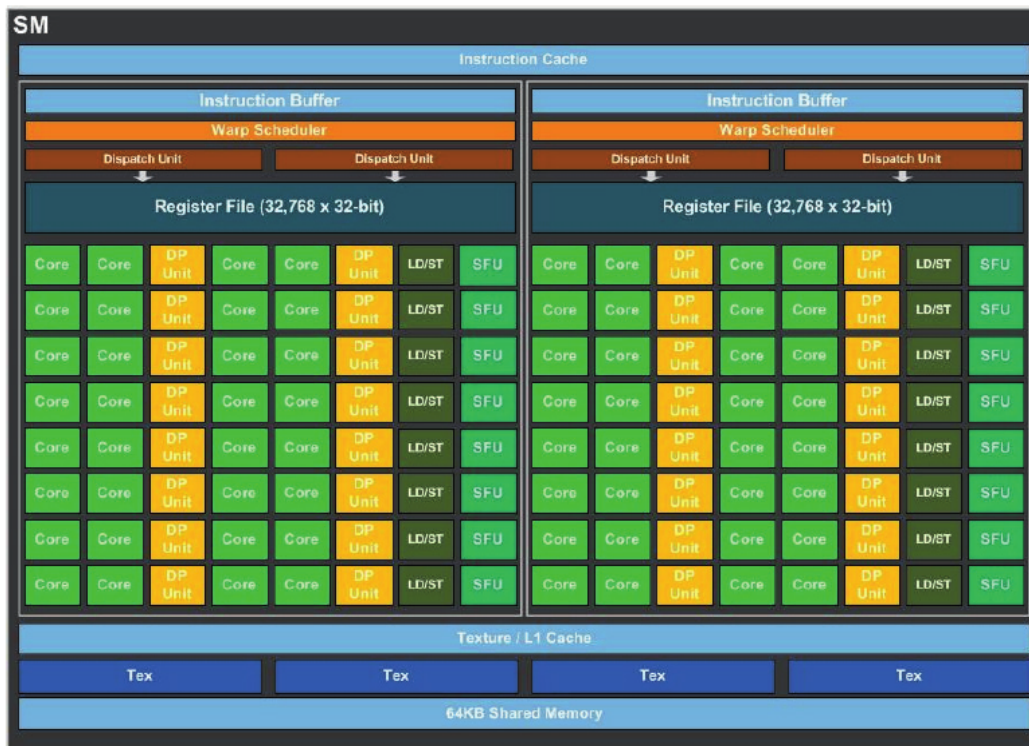 SM
Instruction Cache
Instruction Buffer Instruction Buffer
Warp Scheduler Warp Scheduler
Dispatch Unit Dispatch Unit Dispatch Unit Dispatch Unit
Register File (32,768 x 32-bit) Register File (32,768 x 32-bit)
Core Core DP Unit Core Core DP Unit LD/ST SFU Core Core DP Unit Core Core DP Unit LD/ST SFU
Core Core DP Unit Core Core DP Unit LD/ST SFU Core Core DP Unit Core Core DP Unit LD/ST SFU
Core Core DP Unit Core Core DP Unit LD/ST SFU Core Core DP Unit Core Core DP Unit LD/ST SFU
Core Core DP Unit Core Core DP Unit LD/ST SFU Core Core DP Unit Core Core DP Unit LD/ST SFU
Core Core DP Unit Core Core DP Unit LD/ST SFU Core Core DP Unit Core Core DP Unit LD/ST SFU
Core Core DP Unit Core Core DP Unit LD/ST SFU Core Core DP Unit Core Core DP Unit LD/ST SFU
Core Core DP Unit Core Core DP Unit LD/ST SFU Core Core DP Unit Core Core DP Unit LD/ST SFU
Core Core DP Unit Core Core DP Unit LD/ST SFU Core Core DP Unit Core Core DP Unit LD/ST SFU
Texture / L1 Cache
Tex Tex Tex Tex
64KB Shared Memory